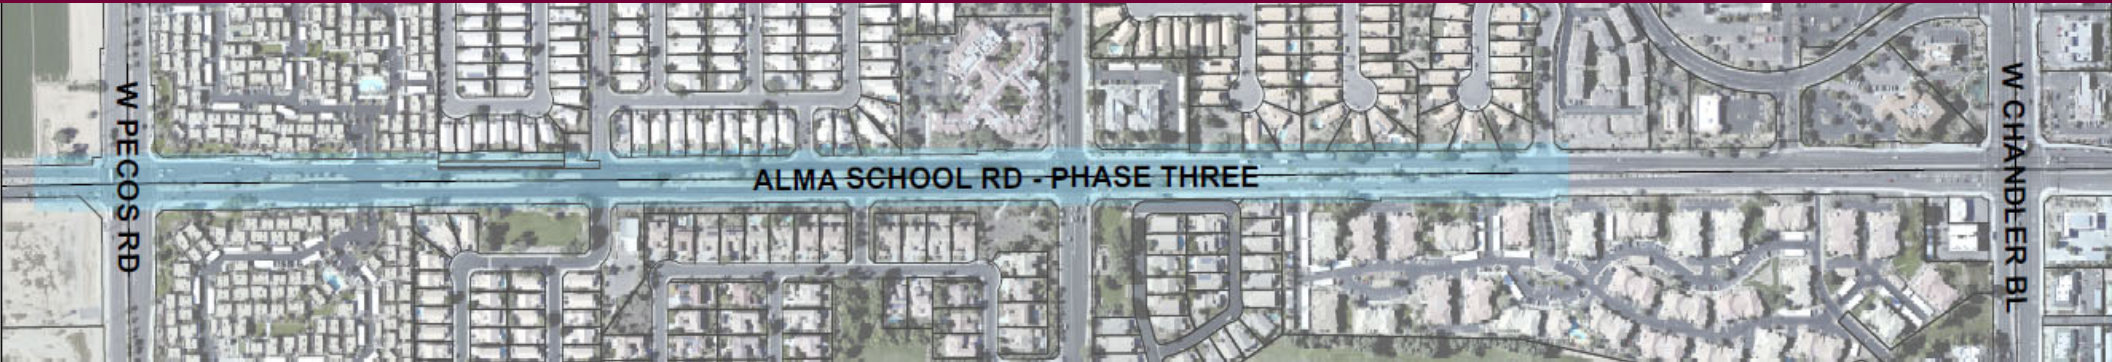 W PECOS RD
ALMA SCHOOL RD - PHASE THREE
W CHANDLER BL